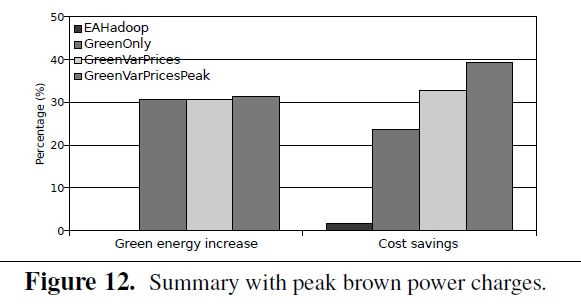 50
EAHadoop
GreenOnly
40
GreenVarPrices
GreenVarPricesPeak
30
20
10
0
Percentage (%)
Green energy increase
Cost savings
Figure 12. Summary with peak brown power charges.